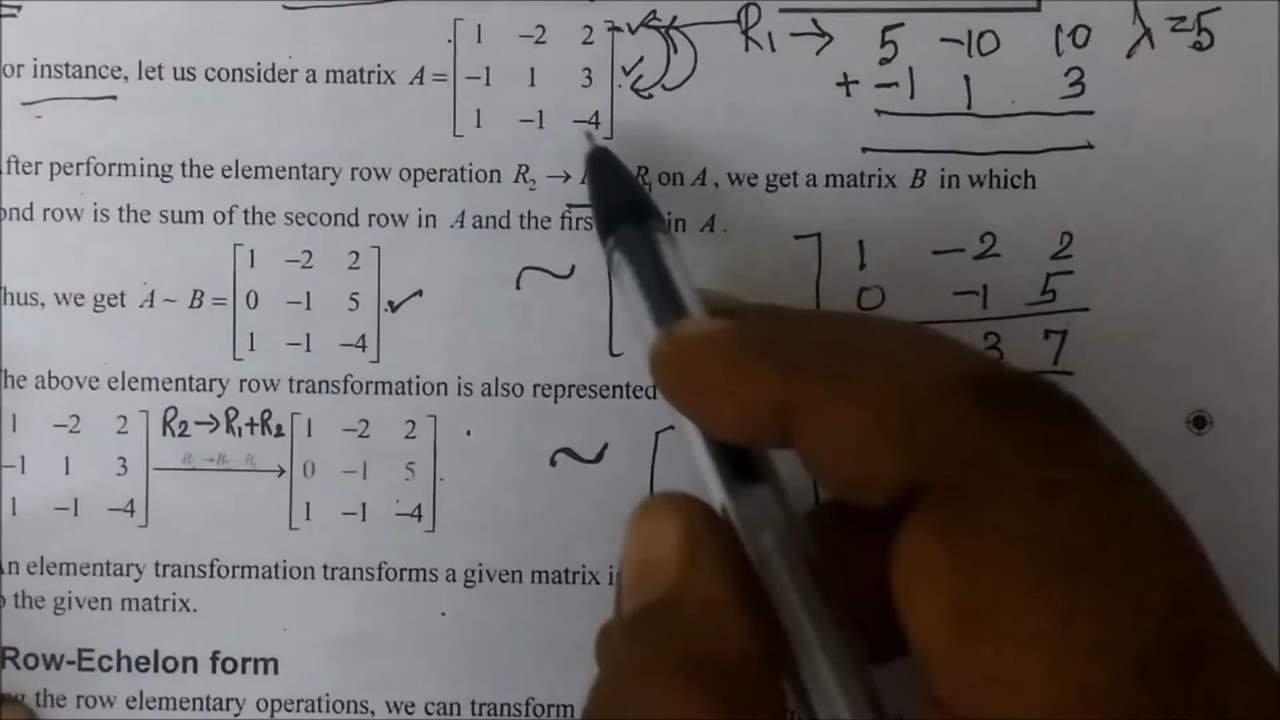 1 -2 2 R₁ → 5 -10 10 λ=5
or instance, let us consider a matrix A = -1 1 3 + -1 1 3
1 -1 -4
fter performing the elementary row operation R₂ → R₁ on A, we get a matrix B in which
ond row is the sum of the second row in A and the first in A.
1 -2 2 ~ 1 -2 2
hus, we get A ~ B = 0 -1 5 ✓ 0 -1 5
1 -1 -4 3 7
he above elementary row transformation is also represented
1 -2 2 R₂→R₁+R₂ 1 -2 2
-1 1 3 → 0 -1 5 ~
1 -1 -4 1 -1 -4
n elementary transformation transforms a given matrix i
the given matrix.
Row-Echelon form
the row elementary operations, we can transform